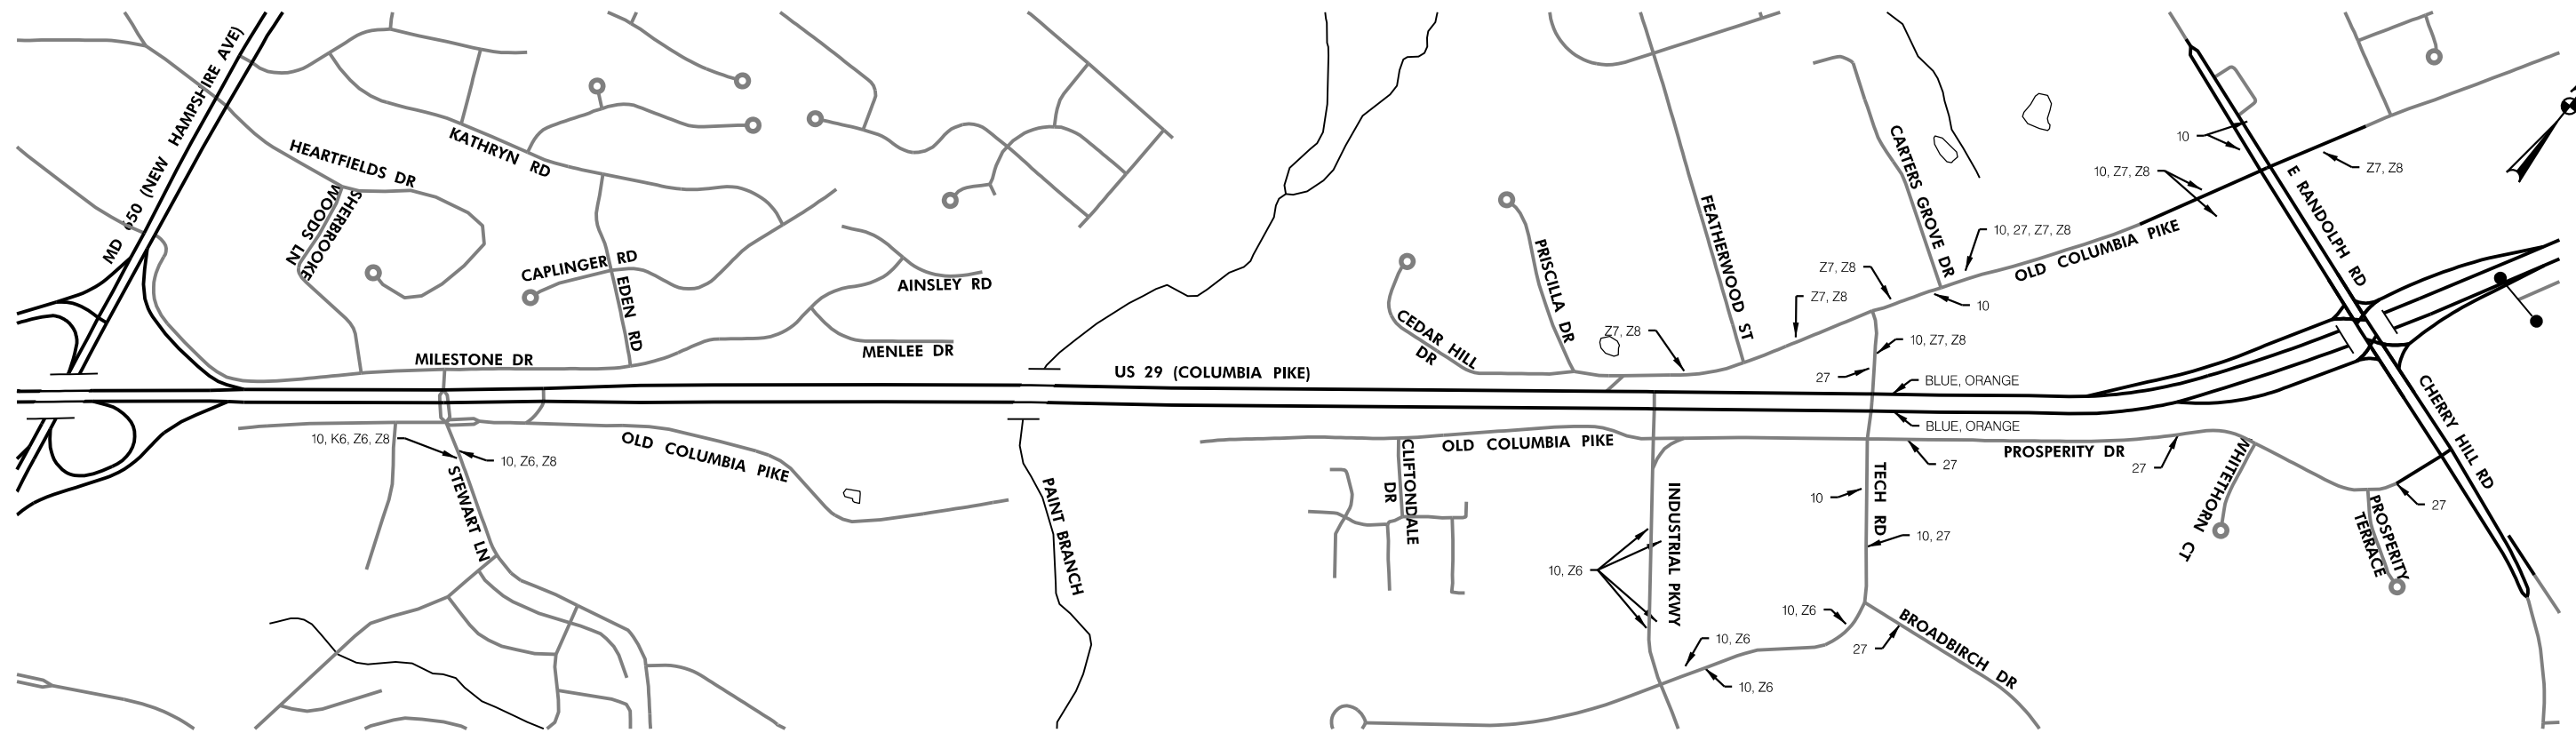 MD 650 (NEW HAMPSHIRE AVE)
HEARTFIELDS DR
KATHRYN RD
SHERBROOKE
WOODS LN
CAPLINGER RD
EDEN RD
AINSLEY RD
MENLEE DR
MILESTONE DR
US 29 (COLUMBIA PIKE)
10, K6, Z6, Z8
10, Z6, Z8
STEWART LN
OLD COLUMBIA PIKE
PAINT BRANCH
CEDAR HILL
DR
PRISCILLA DR
FEATHERWOOD ST
CARTERS GROVE DR
Z7, Z8
Z7, Z8
Z7, Z8
10, 27, Z7, Z8
10
10, Z7, Z8
27
OLD COLUMBIA PIKE
10, Z7, Z8
10
Z7, Z8
E RANDOLPH RD
CHERRY HILL RD
BLUE, ORANGE
BLUE, ORANGE
OLD COLUMBIA PIKE
CLIFTONDALE
DR
INDUSTRIAL PKWY
10, Z6
TECH RD
10
10, 27
10, Z6
10, Z6
10, Z6
27
BROADBIRCH DR
27
PROSPERITY DR
27
WHITETHORN CT
PROSPERITY
TERRACE
27